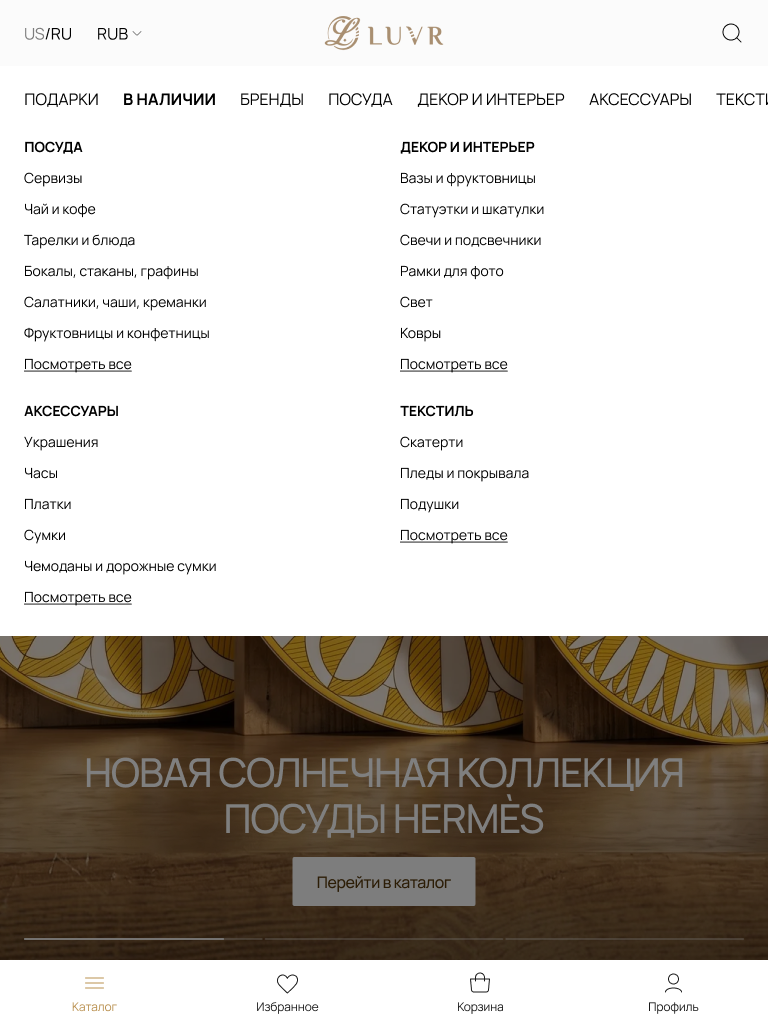 US/RU RUB
LUVR
ПОДАРКИ В НАЛИЧИИ БРЕНДЫ ПОСУДА ДЕКОР И ИНТЕРЬЕР АКСЕССУАРЫ
ПОСУДА
Сервизы
Чай и кофе
Тарелки и блюда
Бокалы, стаканы, графины
Салатники, чаши, креманки
Фруктовницы и конфетницы
Посмотреть все
ДЕКОР И ИНТЕРЬЕР
Вазы и фруктовницы
Статуэтки и шкатулки
Свечи и подсвечники
Рамки для фото
Свет
Ковры
Посмотреть все
АКСЕССУАРЫ
Украшения
Часы
Платки
Сумки
Чемоданы и дорожные сумки
Посмотреть все
ТЕКСТИЛЬ
Скатерти
Пледы и покрывала
Подушки
Посмотреть все
НОВАЯ СОЛНЕЧНАЯ КОЛЛЕКЦИЯ
ПОСУДЫ HERMÈS
Перейти в каталог
Каталог Избранное Корзина Профиль